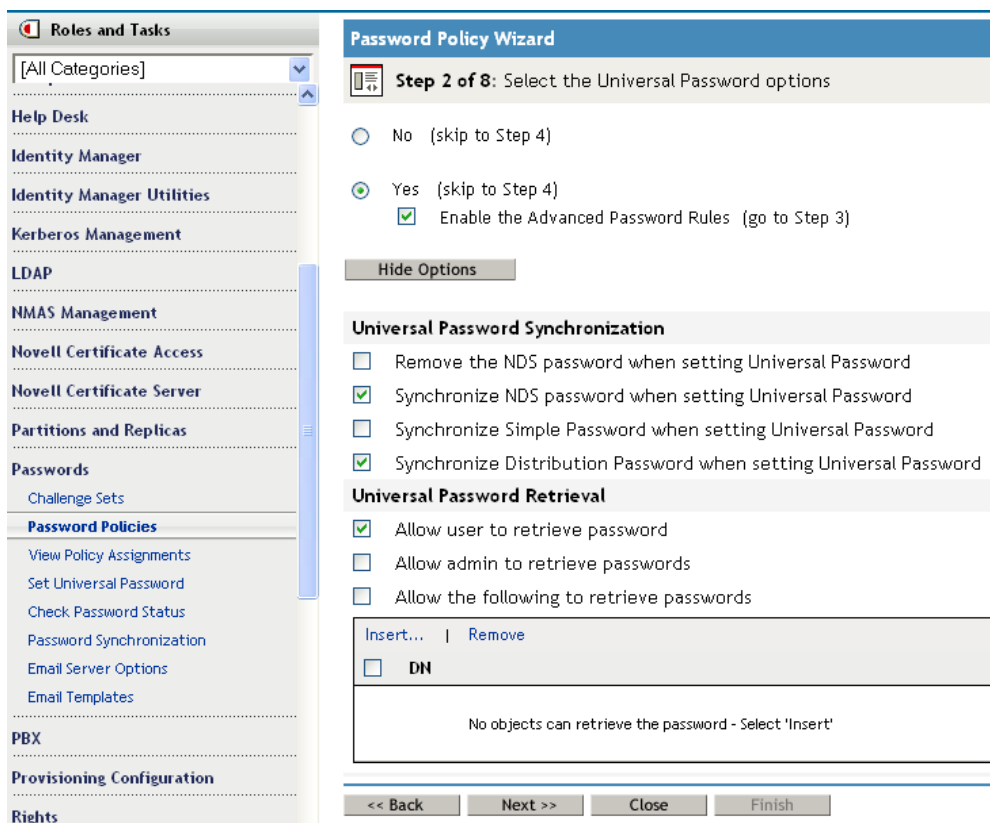 Roles and Tasks
[All Categories]
Help Desk
Identity Manager
Identity Manager Utilities
Kerberos Management
LDAP
NMAS Management
Novell Certificate Access
Novell Certificate Server
Partitions and Replicas
Passwords
Challenge Sets
Password Policies
View Policy Assignments
Set Universal Password
Check Password Status
Password Synchronization
Email Server Options
Email Templates
PBX
Provisioning Configuration
Rights
Password Policy Wizard
Step 2 of 8: Select the Universal Password options
No (skip to Step 4)
Yes (skip to Step 4)
Enable the Advanced Password Rules (go to Step 3)
Hide Options
Universal Password Synchronization
Remove the NDS password when setting Universal Password
Synchronize NDS password when setting Universal Password
Synchronize Simple Password when setting Universal Password
Synchronize Distribution Password when setting Universal Password
Universal Password Retrieval
Allow user to retrieve password
Allow admin to retrieve passwords
Allow the following to retrieve passwords
Insert... | Remove
DN
No objects can retrieve the password - Select 'Insert'
<< Back Next >> Close Finish